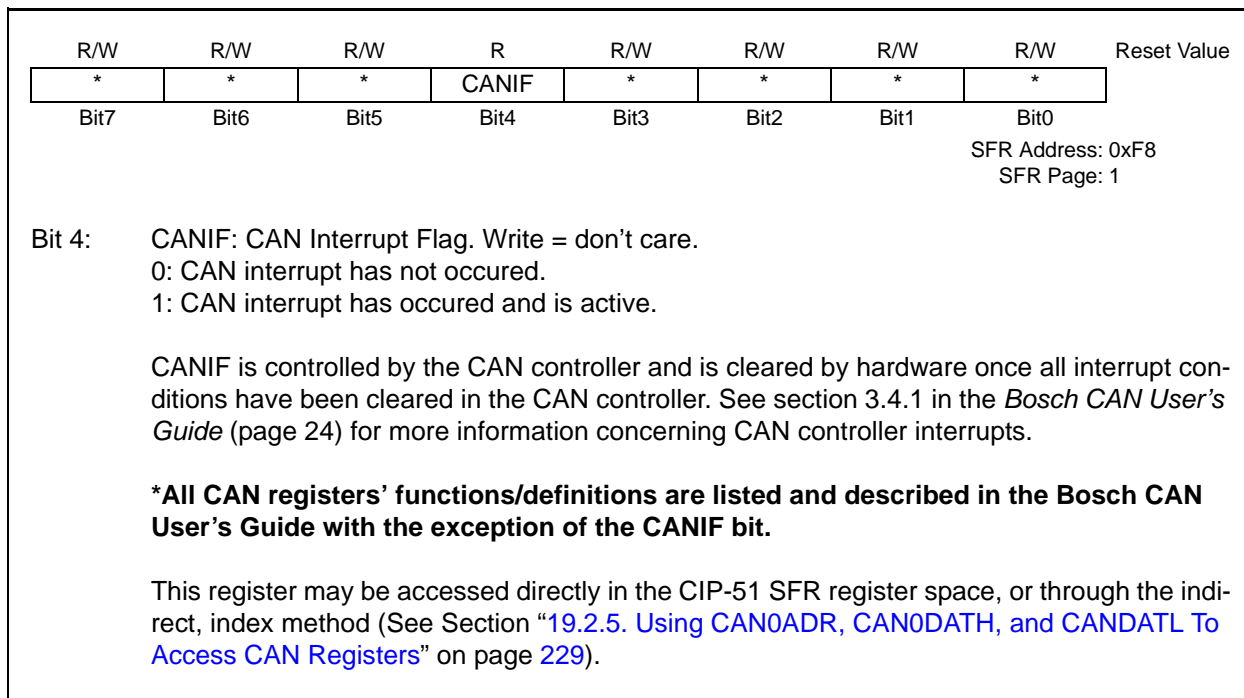 R/W R/W R/W R R/W R/W R/W R/W Reset Value
* * * CANIF * * * *
Bit7 Bit6 Bit5 Bit4 Bit3 Bit2 Bit1 Bit0
SFR Address: 0xF8
SFR Page: 1
Bit 4: CANIF: CAN Interrupt Flag. Write = don't care.
0: CAN interrupt has not occured.
1: CAN interrupt has occured and is active.
CANIF is controlled by the CAN controller and is cleared by hardware once all interrupt con-
ditions have been cleared in the CAN controller. See section 3.4.1 in the Bosch CAN User's
Guide (page 24) for more information concerning CAN controller interrupts.
*All CAN registers’ functions/definitions are listed and described in the Bosch CAN
User’s Guide with the exception of the CANIF bit.
This register may be accessed directly in the CIP-51 SFR register space, or through the indi-
rect, index method (See Section “19.2.5. Using CAN0ADR, CAN0DATH, and CANDATL To
Access CAN Registers” on page 229).